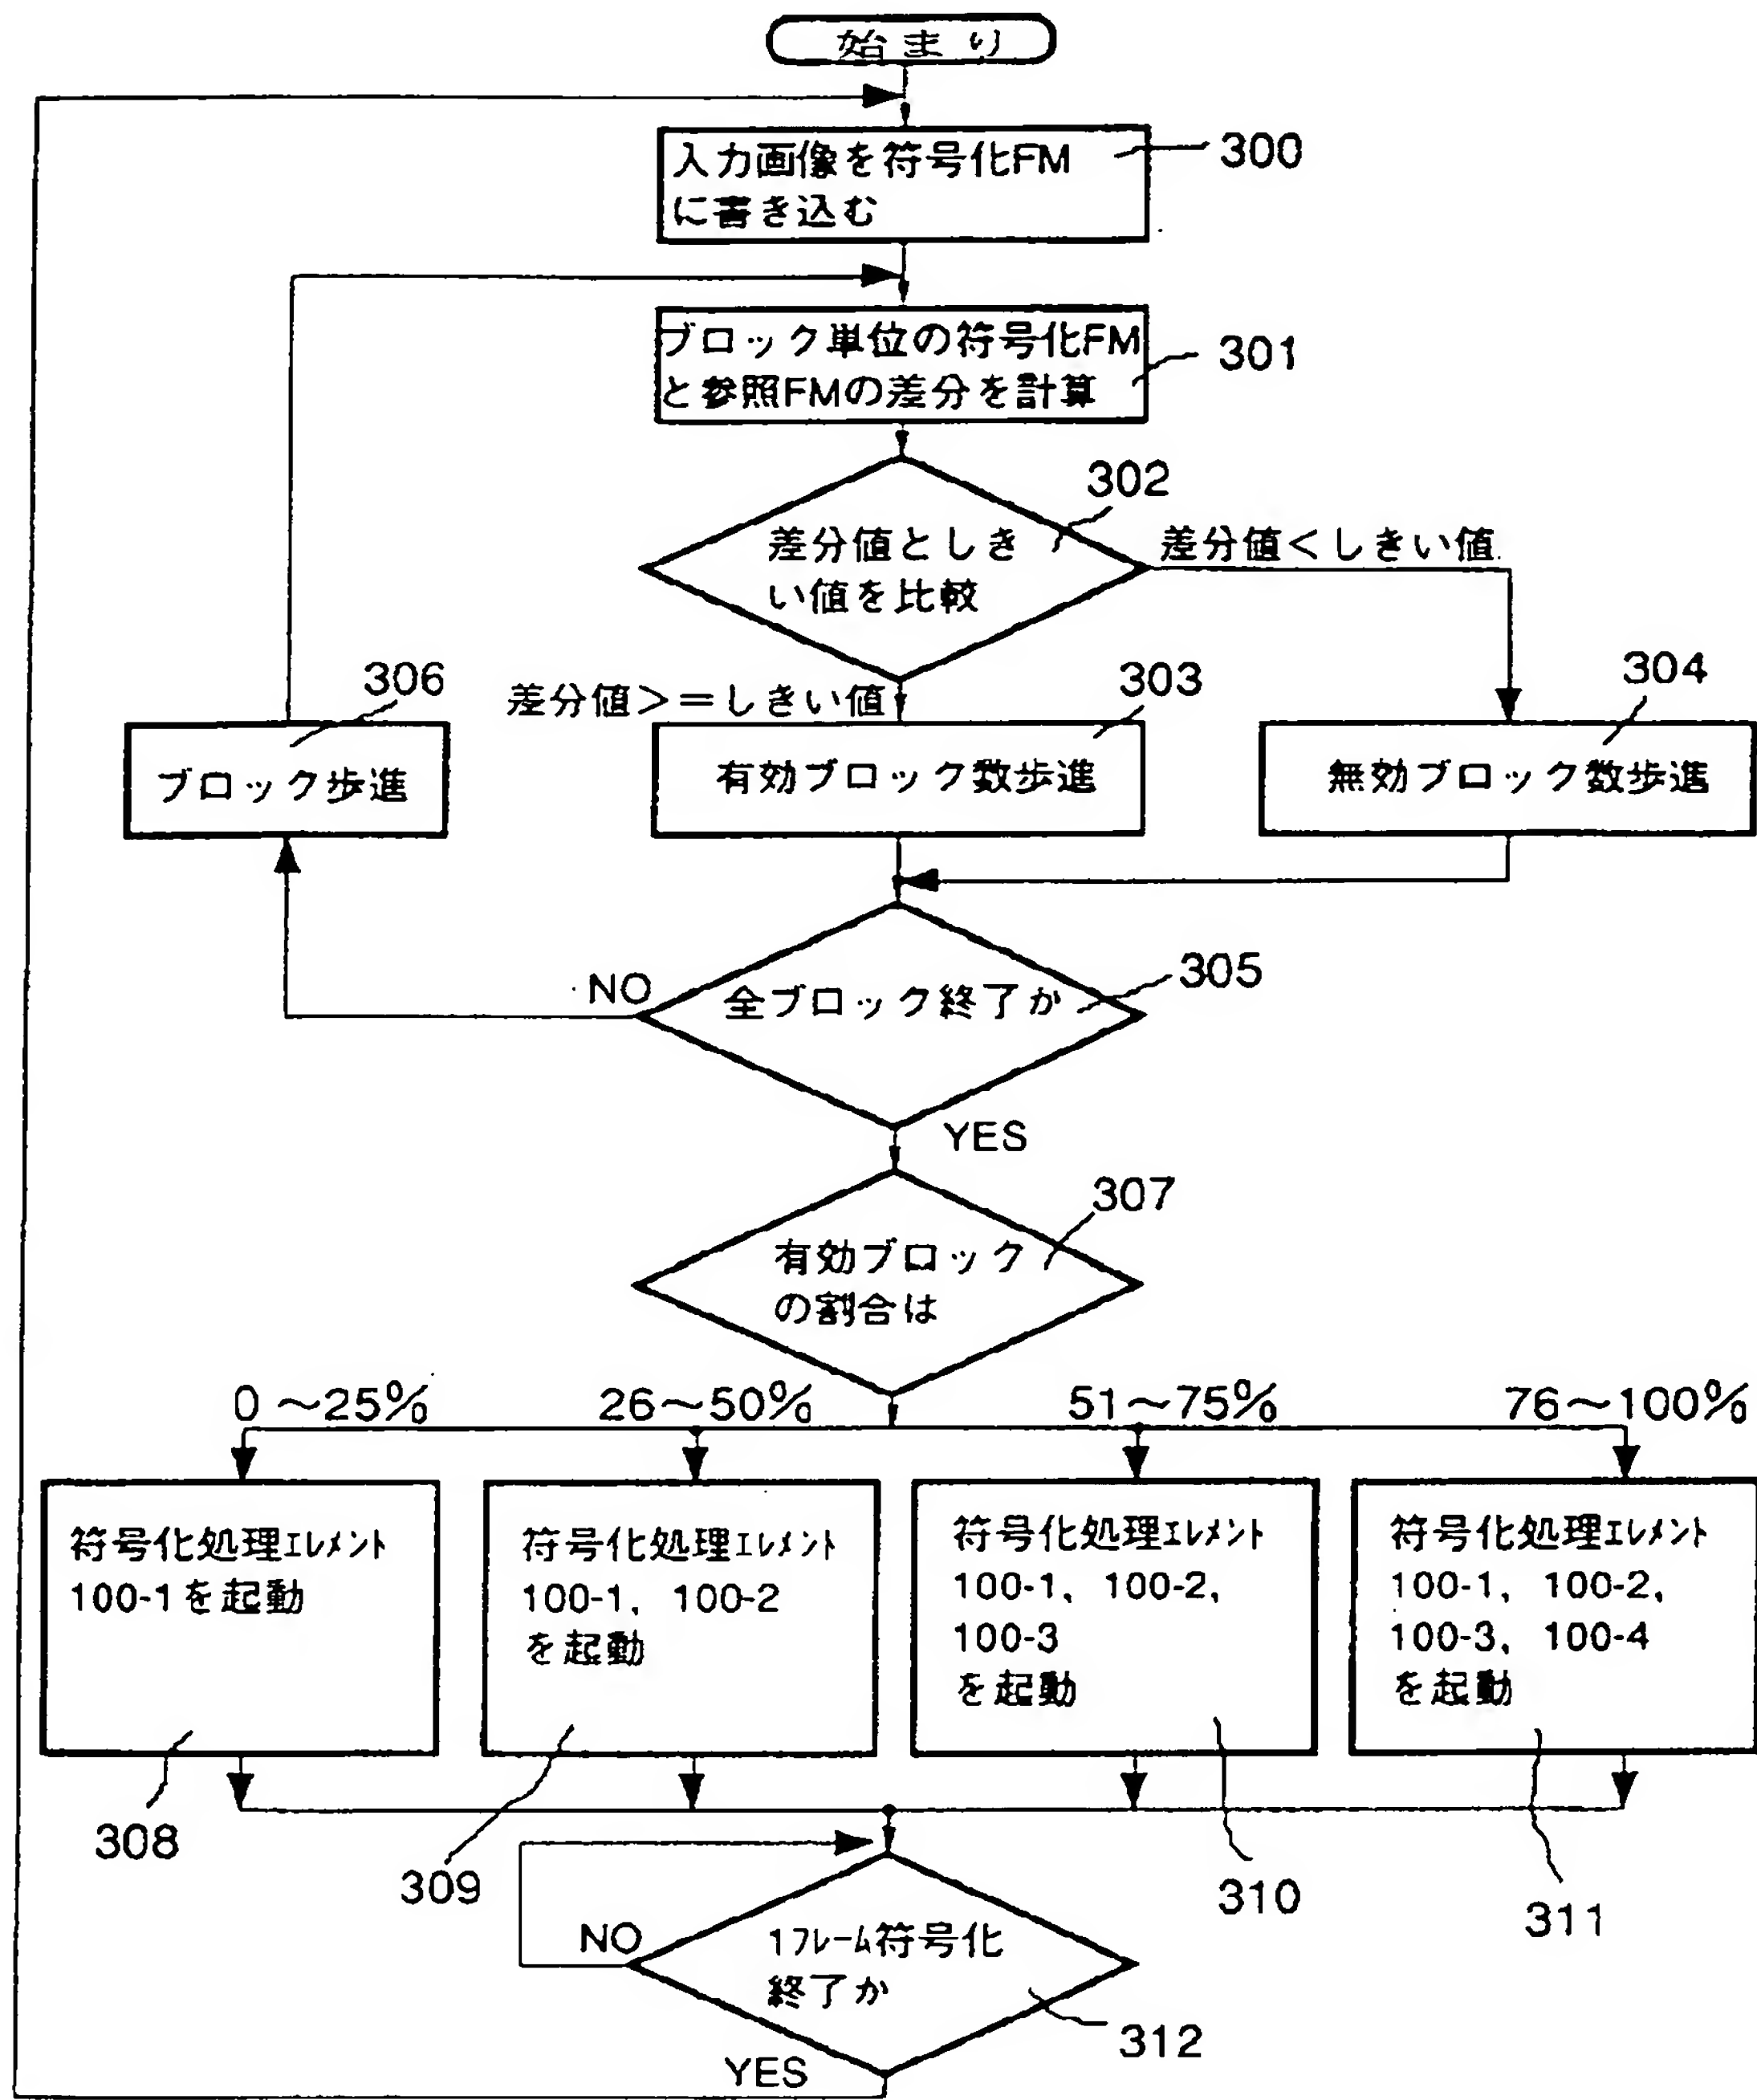 始まり
入力画像を符号化FM
に書き込む
300
ブロック単位の符号化FM
と参照FMの差分を計算
301
302
差分値としき
い値を比較
差分値<しきい値
306
差分値>=しきい値
303
304
ブロック歩進
有効ブロック数歩進
無効ブロック数歩進
NO
全ブロック終了か
305
YES
307
有効ブロック
の割合は
0~25%
26~50%
51~75%
76~100%
符号化処理エレメント
100-1を起動
符号化処理エレメント
100-1, 100-2
を起動
符号化処理エレメント
100-1, 100-2,
100-3
を起動
符号化処理エレメント
100-1, 100-2,
100-3, 100-4
を起動
308
309
310
311
NO
1フレーム符号化
終了か
312
YES